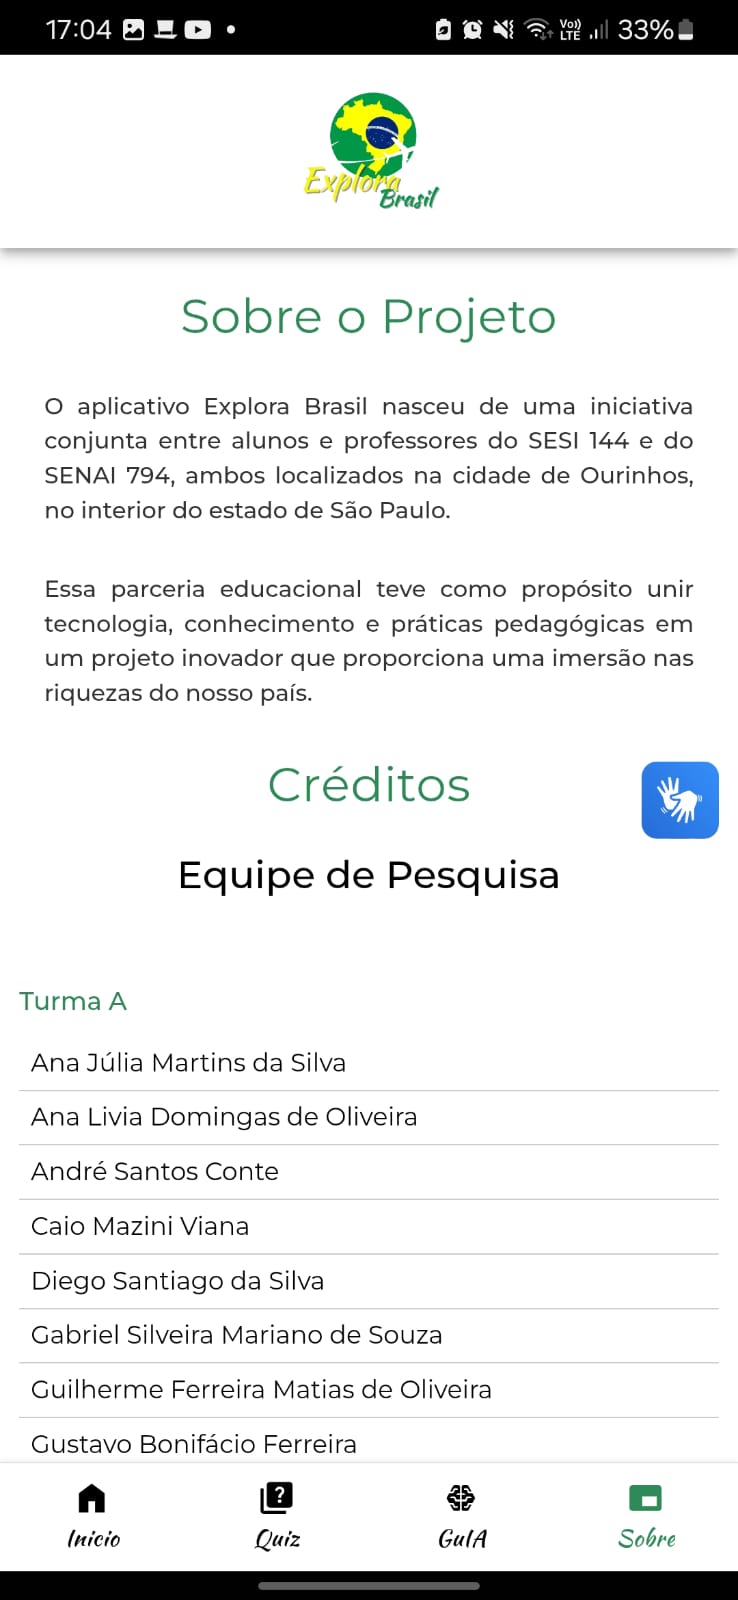 17:04
Vo))
LTE
33%
Explora
Brasil
Sobre o Projeto
O aplicativo Explora Brasil nasceu de uma iniciativa
conjunta entre alunos e professores do SESI 144 e do
SENAI 794, ambos localizados na cidade de Ourinhos,
no interior do estado de São Paulo.
Essa parceria educacional teve como propósito unir
tecnologia, conhecimento e práticas pedagógicas em
um projeto inovador que proporciona uma imersão nas
riquezas do nosso país.
Créditos
Equipe de Pesquisa
Turma A
Ana Júlia Martins da Silva
Ana Livia Domingas de Oliveira
André Santos Conte
Caio Mazini Viana
Diego Santiago da Silva
Gabriel Silveira Mariano de Souza
Guilherme Ferreira Matias de Oliveira
Gustavo Bonifácio Ferreira
Inicio
Quiz
GuIA
Sobre